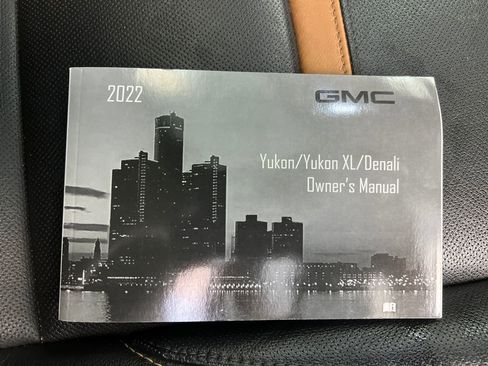 2022
GMC
Yukon/Yukon XL/Denali
Owner's Manual